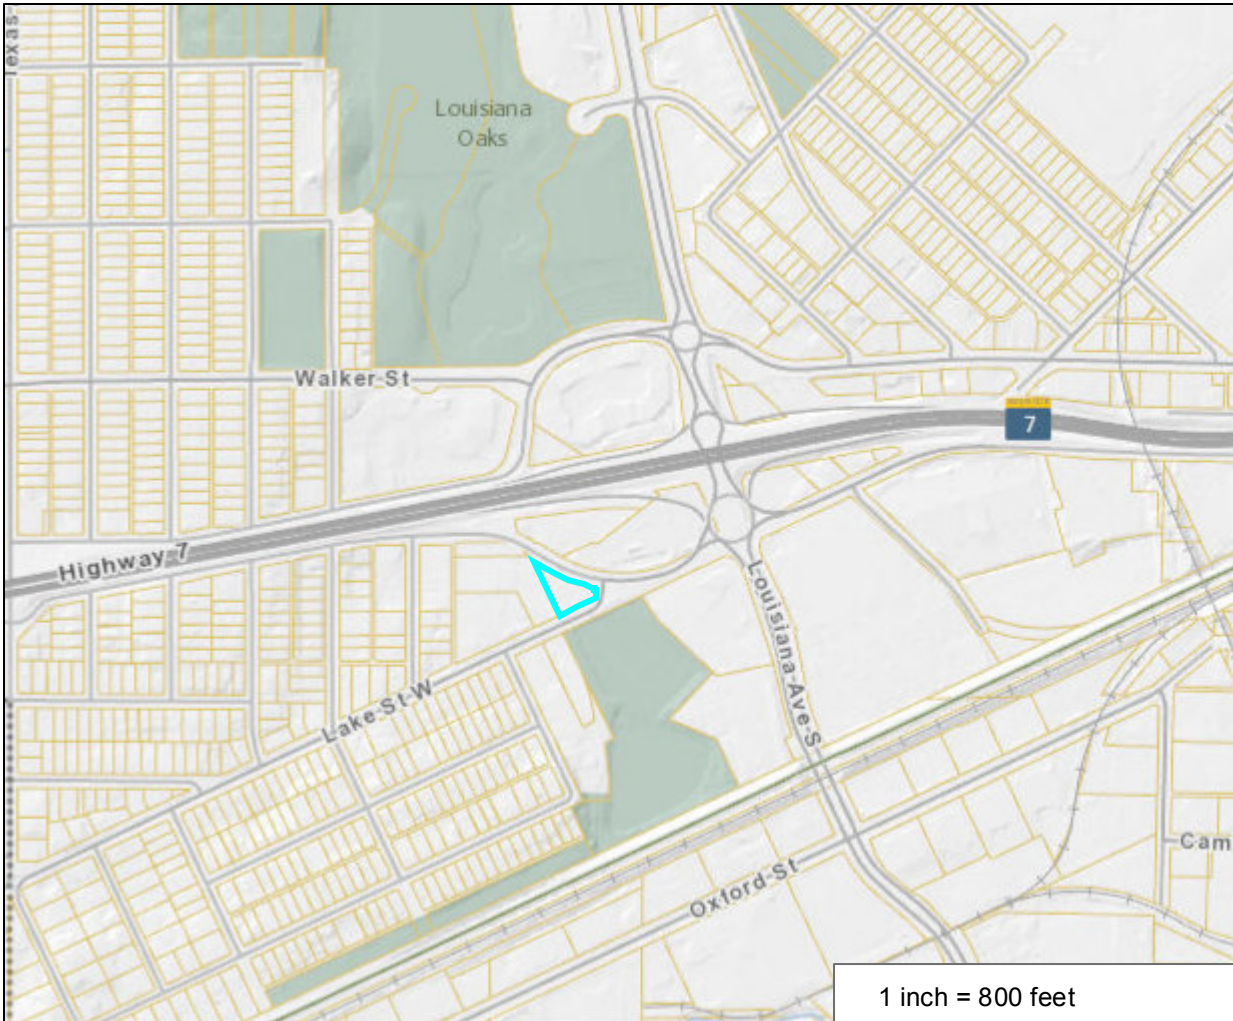 Texas
Louisiana
Oaks
Walker St
7
Highway 7
Louisiana Ave S
Lake St W
Oxford St
Cam
1 inch = 800 feet